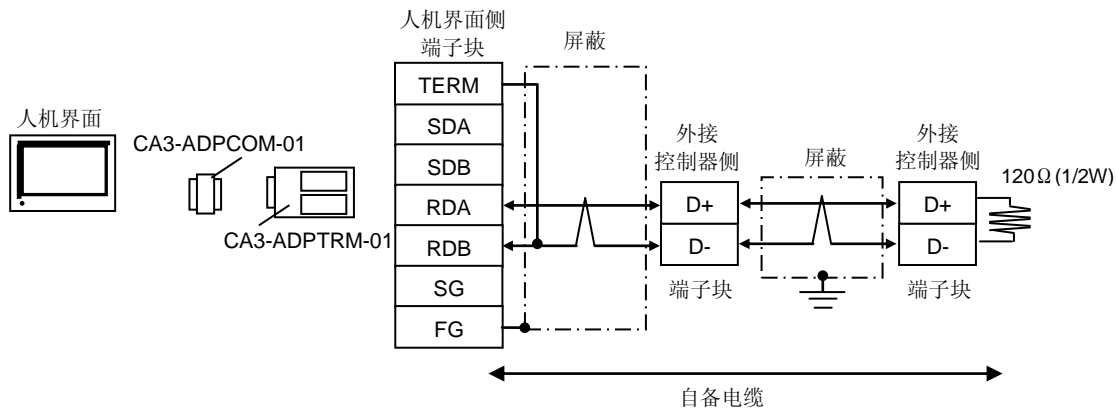 人机界面
CA3-ADPCOM-01
CA3-ADPTRM-01
人机界面侧
端子块
TERM
SDA
SDB
RDA
RDB
SG
FG
屏蔽
外接
控制器侧
D+
D-
端子块
屏蔽
外接
控制器侧
D+
D-
端子块
120Ω(1/2W)
自备电缆